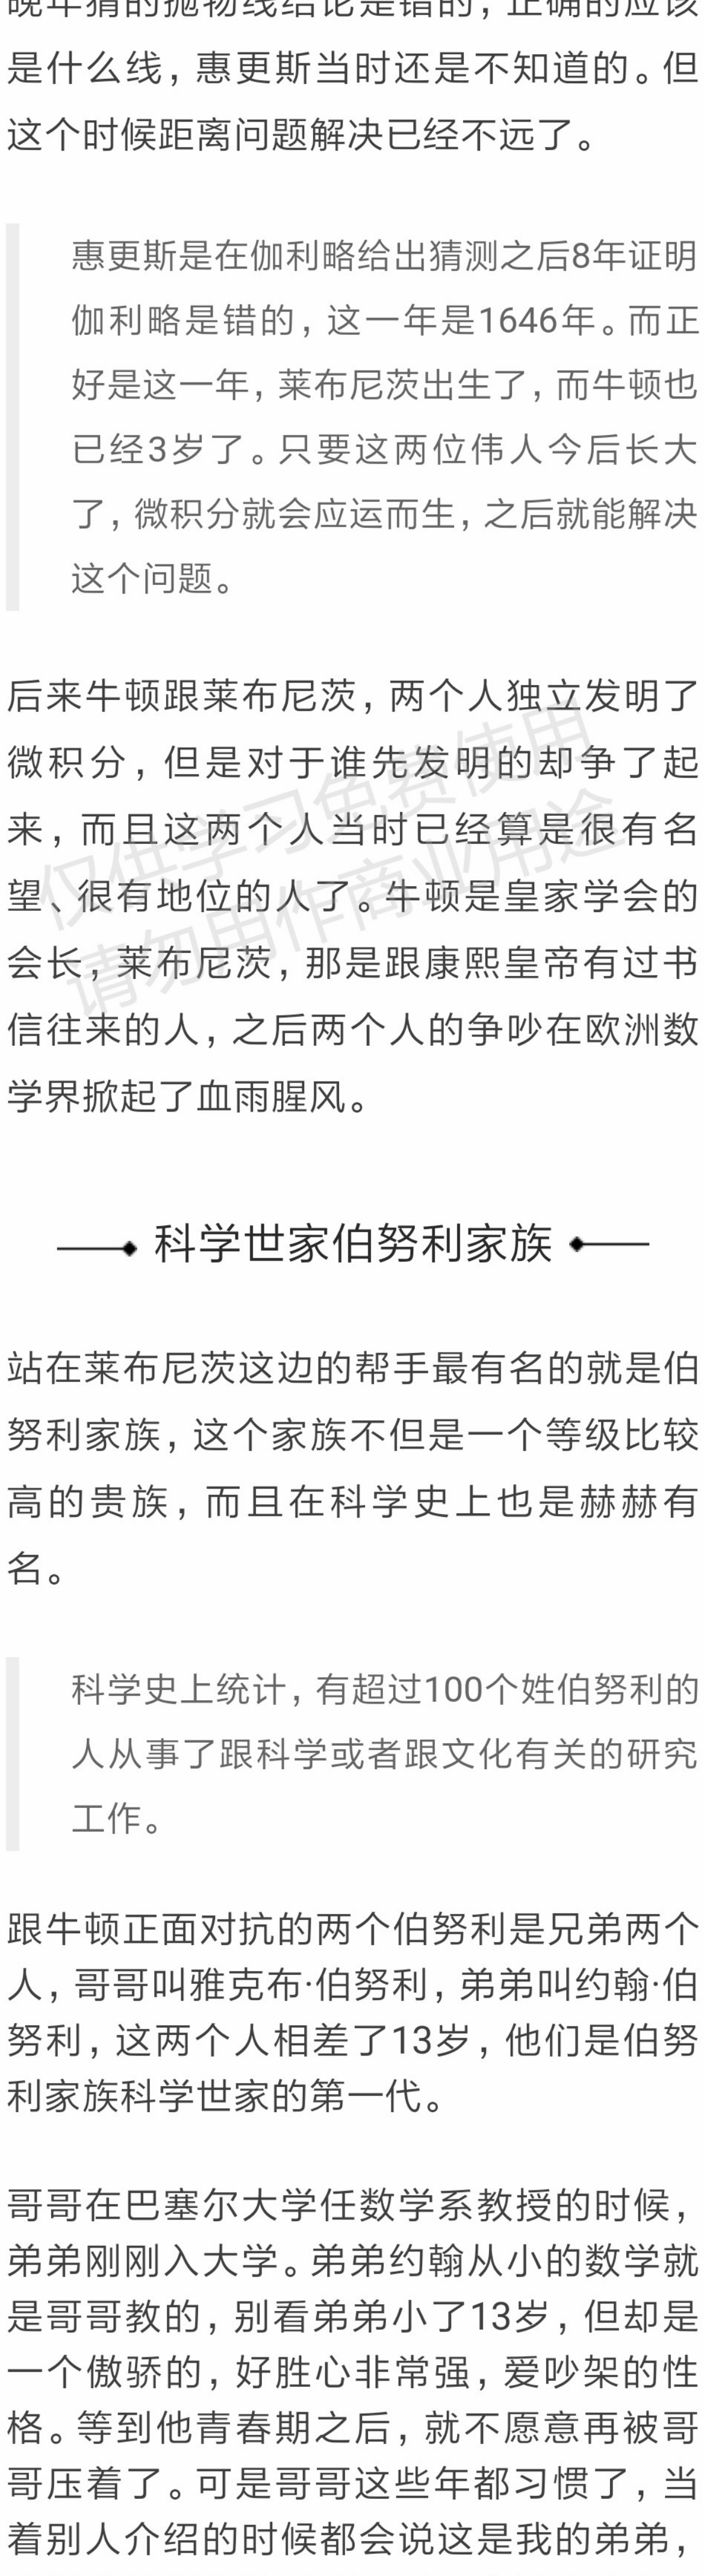 晚年猜的抛物线结论是错的，正确的应该
是什么线，惠更斯当时还是不知道的。但
这个时候距离问题解决已经不远了。
惠更斯是在伽利略给出猜测之后8年证明
伽利略是错的，这一年是1646年。而正
好是这一年，莱布尼茨出生了，而牛顿也
已经3岁了。只要这两位伟人今后长大
了，微积分就会应运而生，之后就能解决
这个问题。
后来牛顿跟莱布尼茨，两个人独立发明了
微积分，但是对于谁先发明的却争了起
来，而且这两个人当时已经算是很有名
望、很有地位的人了。牛顿是皇家学会的
会长，莱布尼茨，那是跟康熙皇帝有过书
信往来的人，之后两个人的争吵在欧洲数
学界掀起了血雨腥风。
仅供学习免费使用
请勿用作商业用途
科学世家伯努利家族
站在莱布尼茨这边的帮手最有名的就是伯
努利家族，这个家族不但是一个等级比较
高的贵族，而且在科学史上也是赫赫有
名。
科学史上统计，有超过100个姓伯努利的
人从事了跟科学或者跟文化有关的研究
工作。
跟牛顿正面对抗的两个伯努利是兄弟两个
人，哥哥叫雅克布·伯努利，弟弟叫约翰·伯
努利，这两个人相差了13岁，他们是伯努
利家族科学世家的第一代。
哥哥在巴塞尔大学任数学系教授的时候，
弟弟刚刚入大学。弟弟约翰从小的数学就
是哥哥教的，别看弟弟小了13岁，但却是
一个傲骄的，好胜心非常强，爱吵架的性
格。等到他青春期之后，就不愿意再被哥
哥压着了。可是哥哥这些年都习惯了，当
着别人介绍的时候都会说这是我的弟弟，